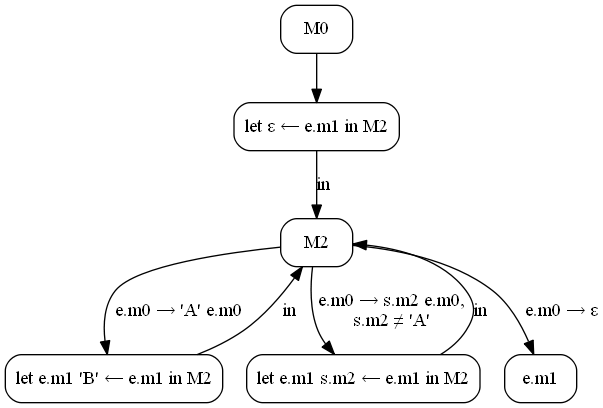 M0
let ε ← e.m1 in M2
in
M2
e.m0 → 'A' e.m0
in
e.m0 → s.m2 e.m0,
s.m2 ≠ 'A'
in
e.m0 → ε
let e.m1 'B' ← e.m1 in M2
let e.m1 s.m2 ← e.m1 in M2
e.m1